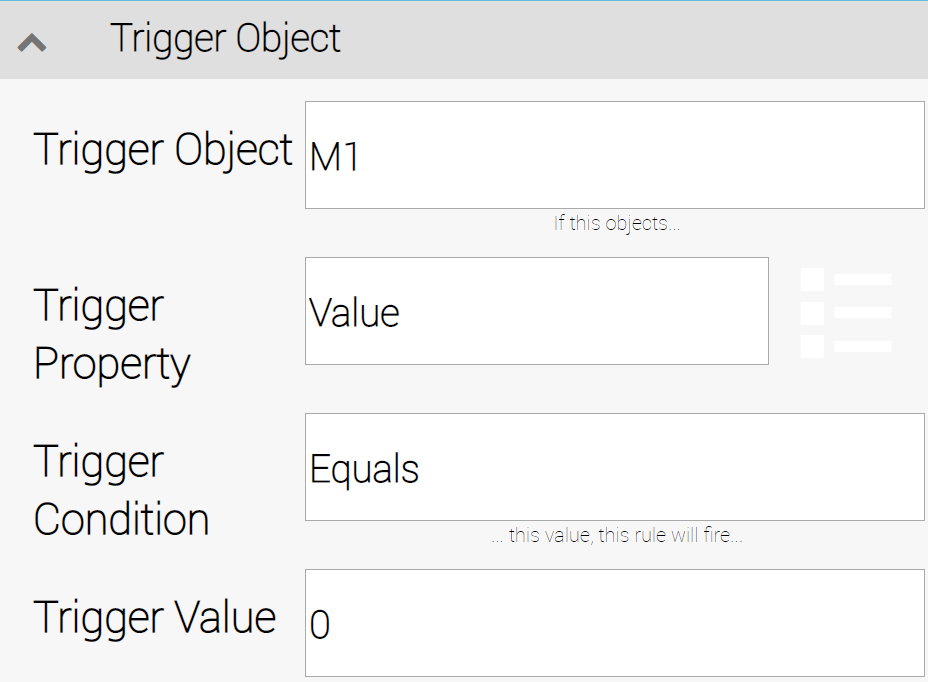 Trigger Object
Trigger Object
M1
If this objects...
Trigger
Property
Value
Trigger
Condition
Equals
... this value, this rule will fire...
Trigger Value
0